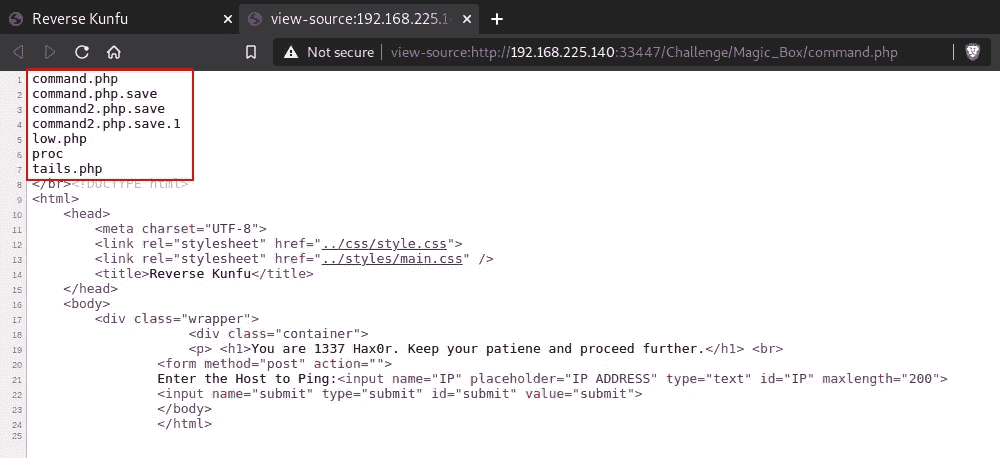 Reverse Kunfu ×
view-source:192.168.225.14 × +
Not secure | view-source:http://192.168.225.140:33447/Challenge/Magic_Box/command.php
1 command.php
2 command.php.save
3 command2.php.save
4 command2.php.save.1
5 low.php
6 proc
7 tails.php
8 </br><!DOCTYPE html>
9 <html>
10 <head>
11 <meta charset="UTF-8">
12 <link rel="stylesheet" href="../css/style.css">
13 <link rel="stylesheet" href="../styles/main.css" />
14 <title>Reverse Kunfu</title>
15 </head>
16 <body>
17 <div class="wrapper">
18 <div class="container">
19 <p> <h1>You are 1337 Hax0r. Keep your patiene and proceed further.</h1> <br>
20 <form method="post" action="">
21 Enter the Host to Ping:<input name="IP" placeholder="IP ADDRESS" type="text" id="IP" maxlength="200">
22 <input name="submit" type="submit" id="submit" value="submit">
23 </body>
24 </html>
25